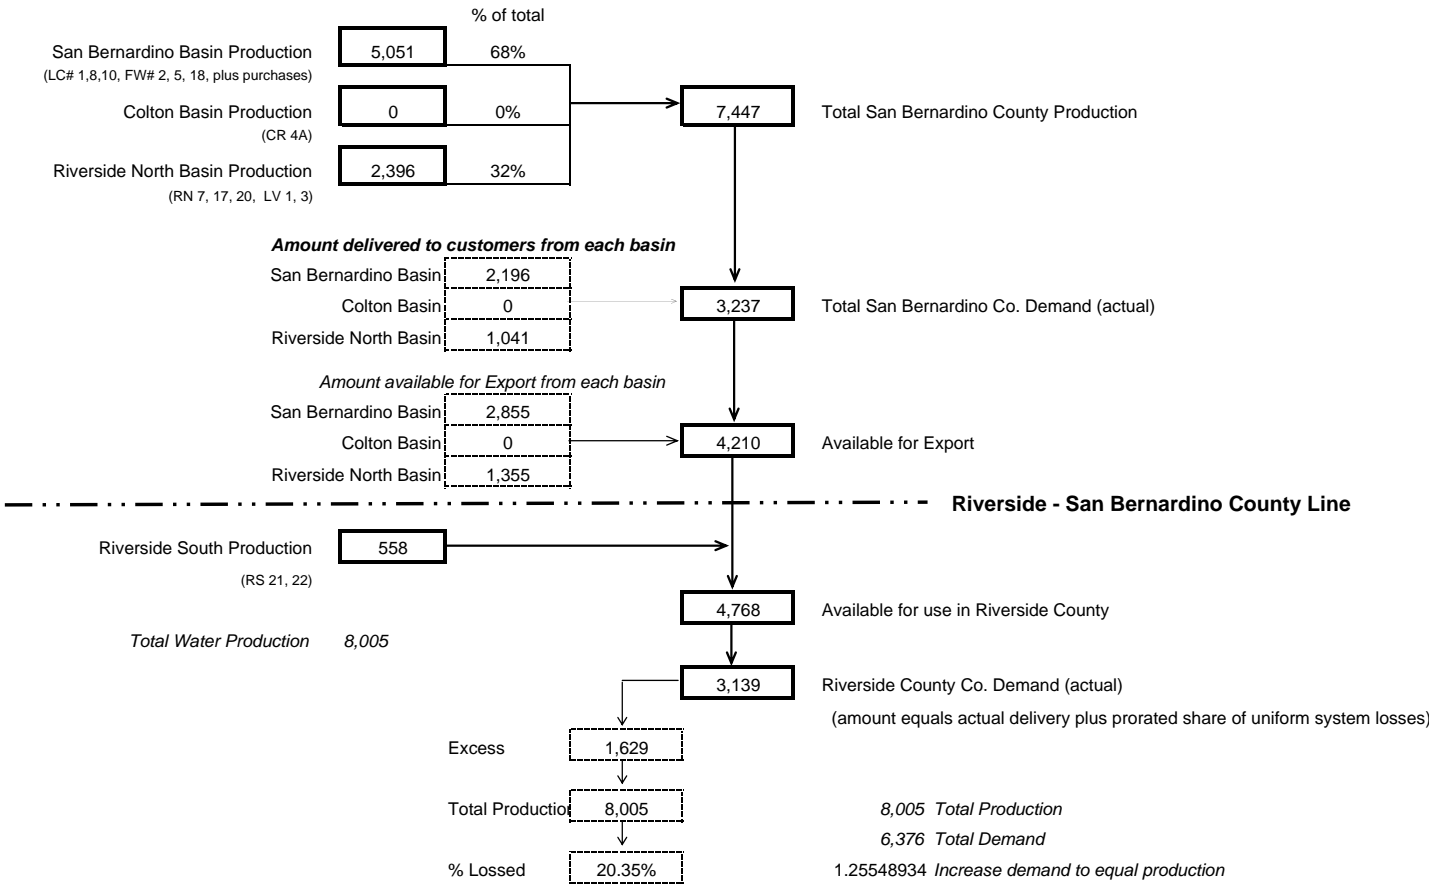 % of total
San Bernardino Basin Production 5,051 68%
(LC# 1,8,10, FW# 2, 5, 18, plus purchases)
Colton Basin Production 0 0% 7,447 Total San Bernardino County Production
(CR 4A)
Riverside North Basin Production 2,396 32%
(RN 7, 17, 20, LV 1, 3)
Amount delivered to customers from each basin
San Bernardino Basin 2,196
Colton Basin 0 3,237 Total San Bernardino Co. Demand (actual)
Riverside North Basin 1,041
Amount available for Export from each basin
San Bernardino Basin 2,855
Colton Basin 0 4,210 Available for Export
Riverside North Basin 1,355
Riverside - San Bernardino County Line
Riverside South Production 558
(RS 21, 22)
4,768 Available for use in Riverside County
Total Water Production 8,005
3,139 Riverside County Co. Demand (actual)
(amount equals actual delivery plus prorated share of uniform system losses)
Excess 1,629
Total Production 8,005 8,005 Total Production
6,376 Total Demand
% Lossed 20.35% 1.25548934 Increase demand to equal production